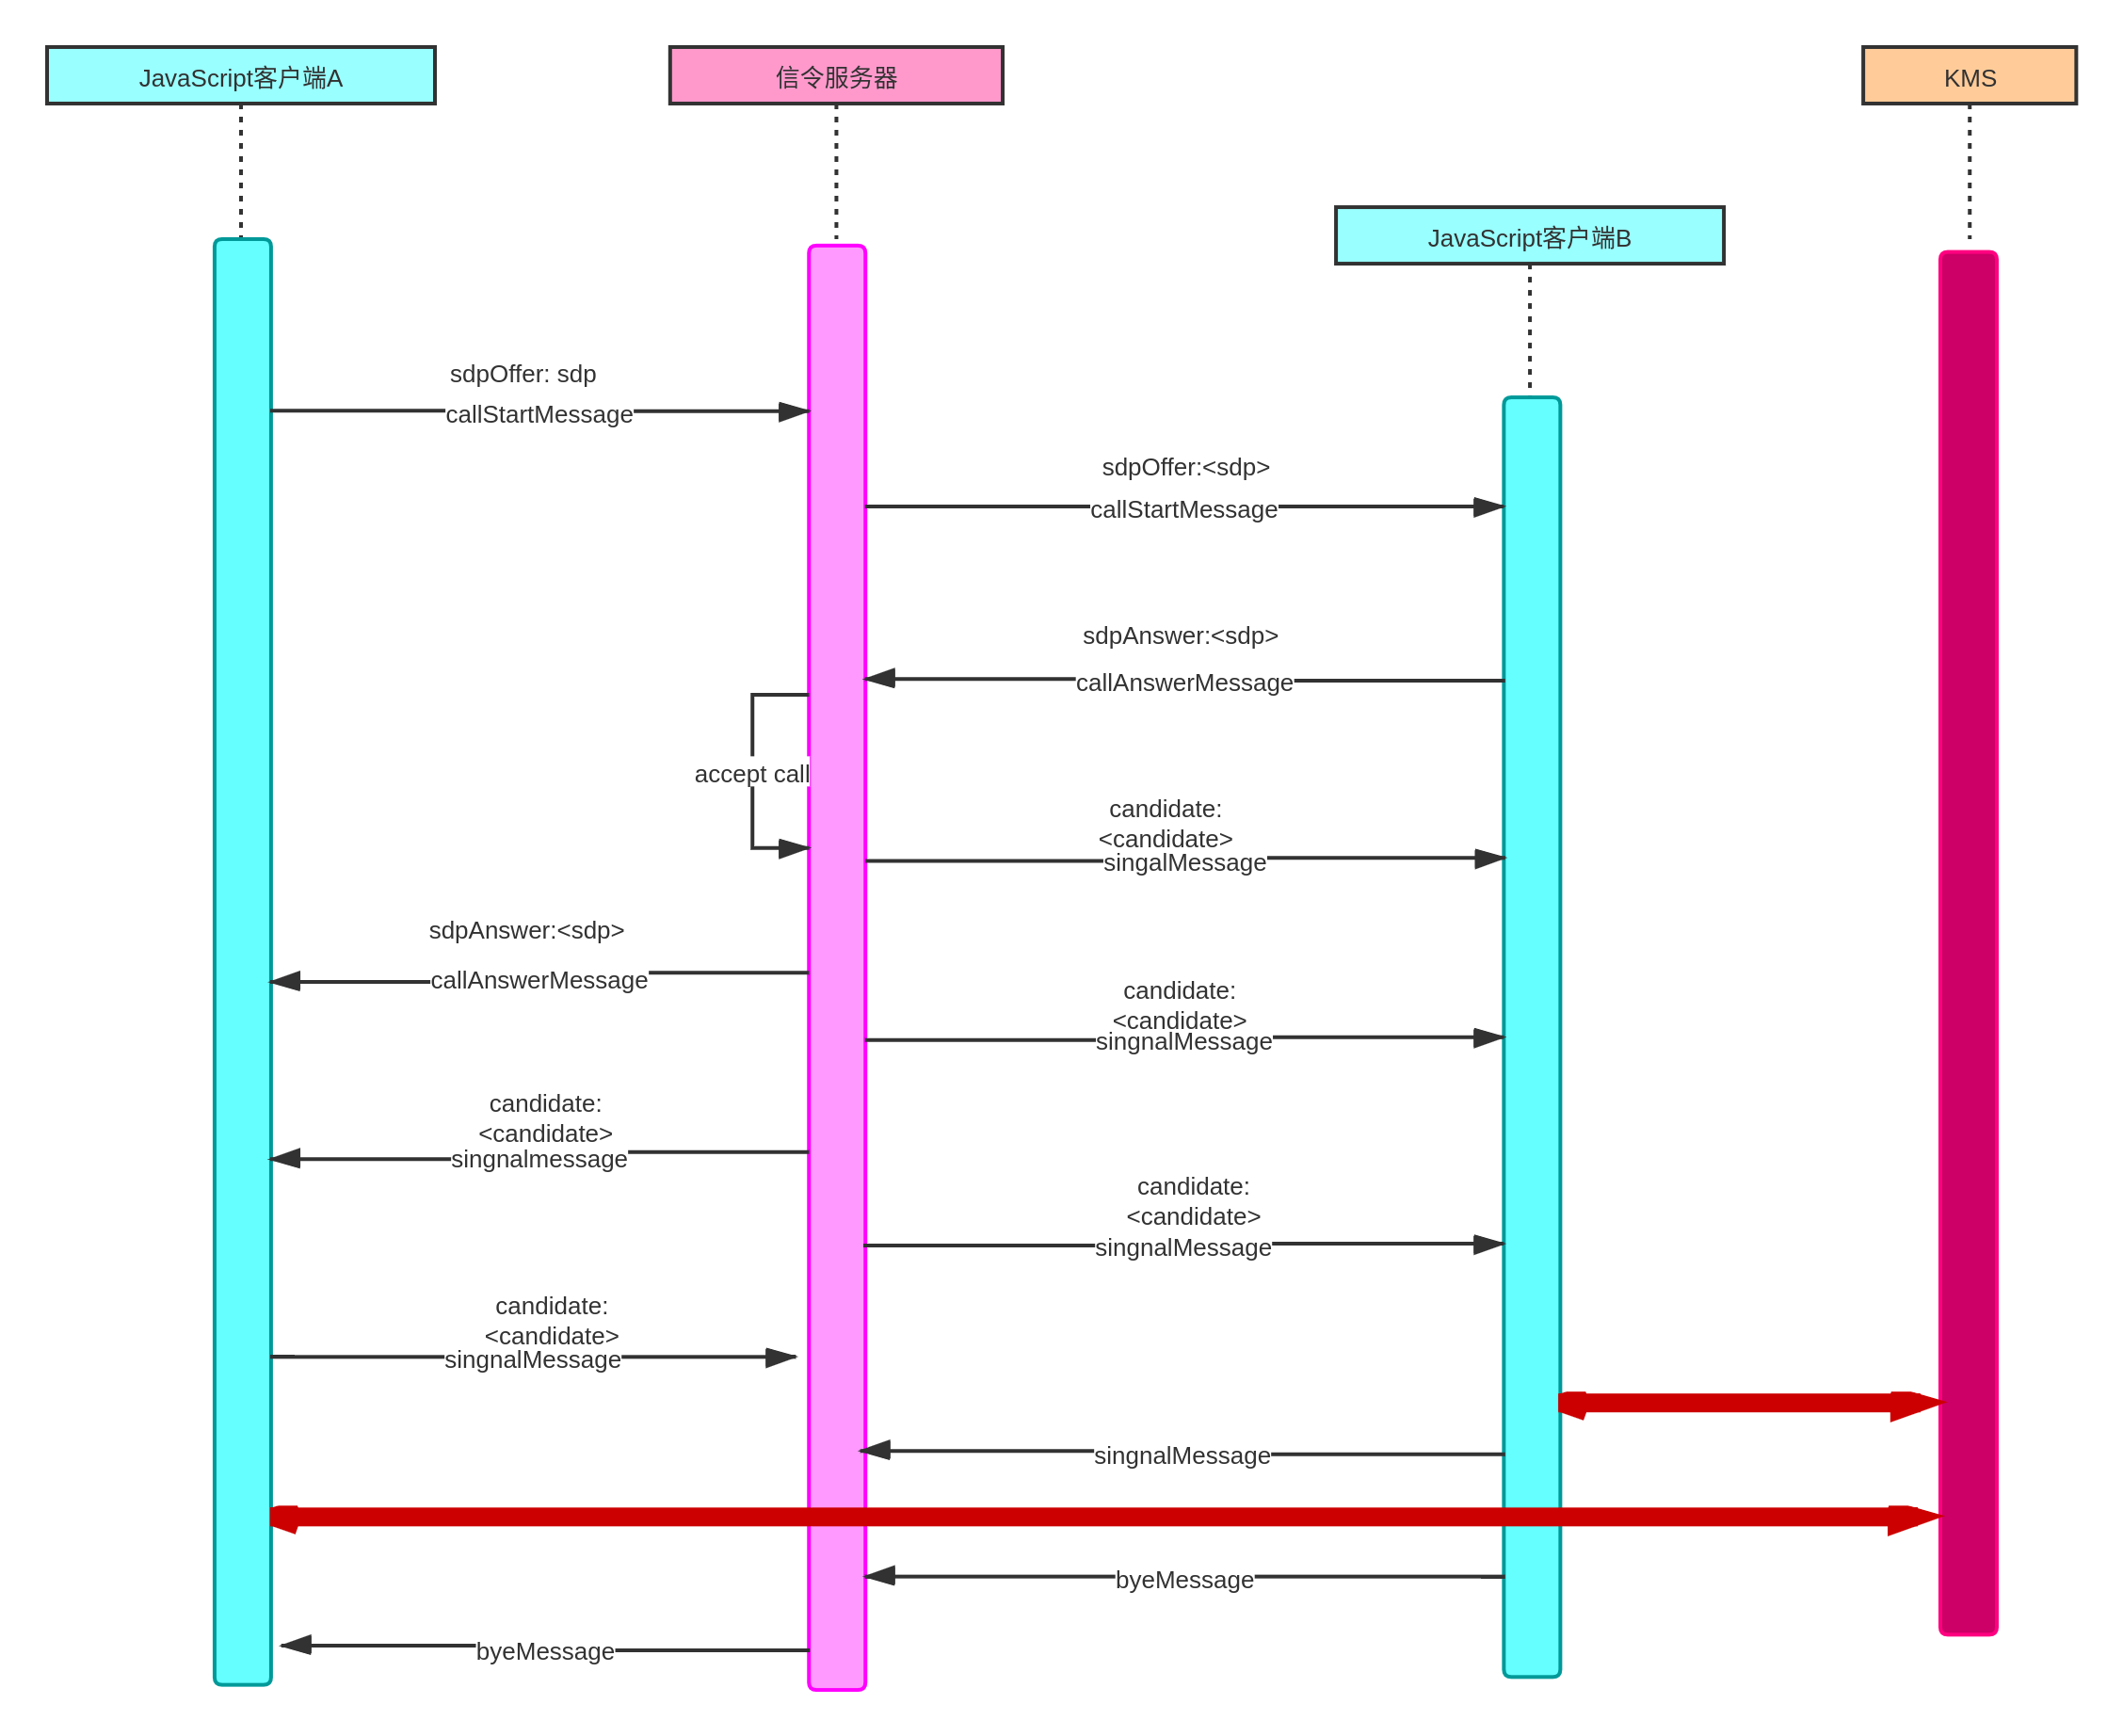 JavaScript客户端A
信令服务器
KMS
JavaScript客户端B
sdpOffer: sdp
callStartMessage
sdpOffer:<sdp>
callStartMessage
sdpAnswer:<sdp>
callAnswerMessage
accept call
candidate:
<candidate>
singalMessage
sdpAnswer:<sdp>
callAnswerMessage
candidate:
<candidate>
singnalMessage
candidate:
<candidate>
singnalmessage
candidate:
<candidate>
singnalMessage
candidate:
<candidate>
singnalMessage
singnalMessage
byeMessage
byeMessage